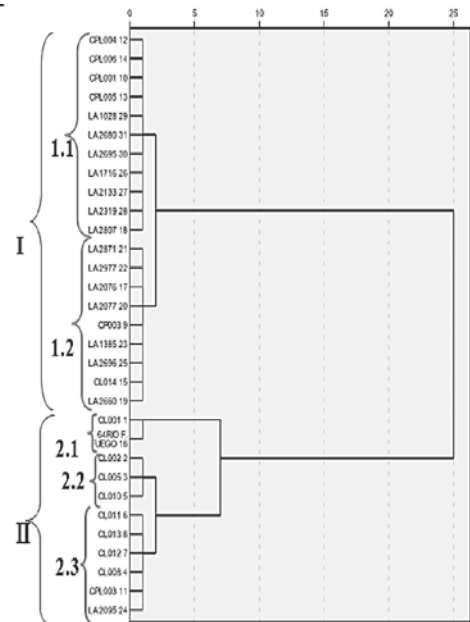 0 5 10 15 20 25
CPL004 12
CPL006 14
CPL001 10
CPL005 13
LA1028 29
LA2680 31
1.1
LA2695 30
LA1716 26
LA2133 27
LA2319 28
LA2807 18
I
LA2871 21
LA2977 22
LA2076 17
LA2077 20
CP003 9
1.2
LA1385 23
LA2696 25
CL014 15
LA2660 19
CL001 1
64RIO F.
2.1
UEGO 16
CL002 2
2.2
CL005 3
CL010 5
CL011 6
II
CL013 8
CL012 7
2.3
CL008 4
CPL003 11
LA2095 24